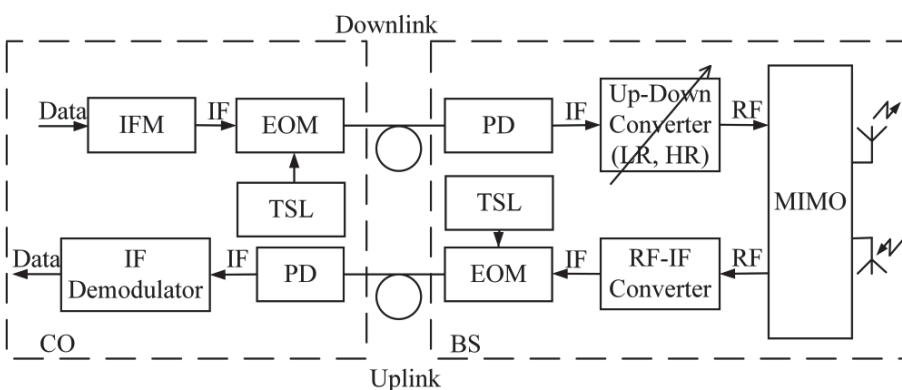 Downlink
Data
IFM
IF
EOM
PD
IF
Up-Down
Converter
(LR, HR)
RF
MIMO
TSL
TSL
Data
IF
Demodulator
IF
PD
EOM
IF
RF-IF
Converter
RF
CO
BS
Uplink